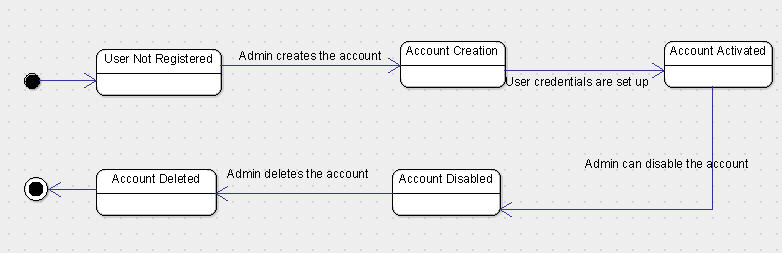 User Not Registered
Admin creates the account
Account Creation
User credentials are set up
Account Activated
Admin can disable the account
Account Disabled
Admin deletes the account
Account Deleted